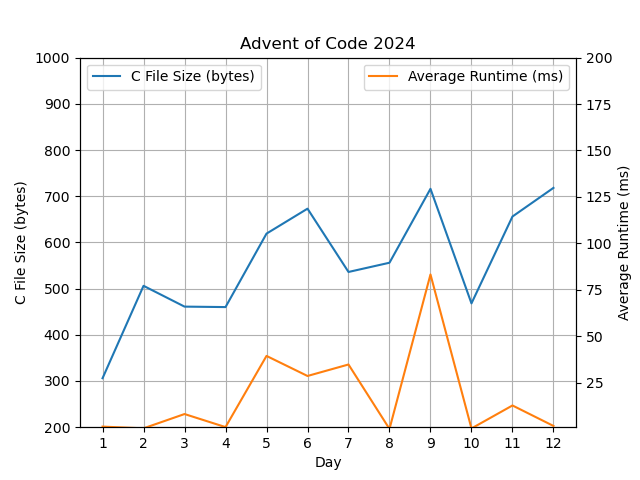 Advent of Code 2024
C File Size (bytes)
Average Runtime (ms)
1000
900
800
700
600
500
400
300
200
C File Size (bytes)
200
175
150
125
100
75
50
25
Average Runtime (ms)
1 2 3 4 5 6 7 8 9 10 11 12
Day